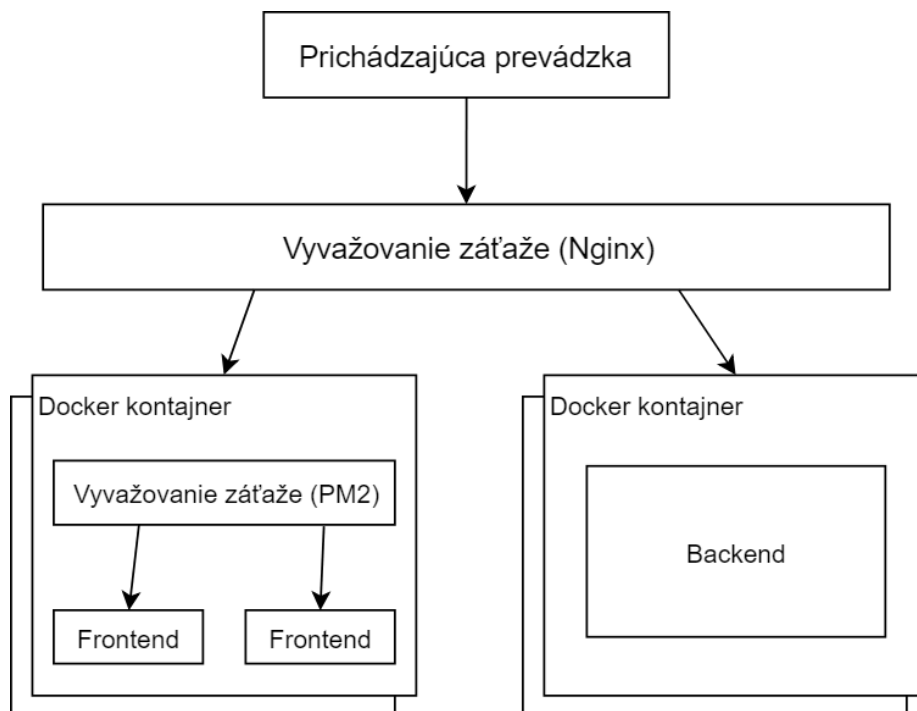 Prichádzajúca prevádzka
Vyvažovanie záťaže (Nginx)
Docker kontajner
Vyvažovanie záťaže (PM2)
Frontend
Frontend
Docker kontajner
Backend